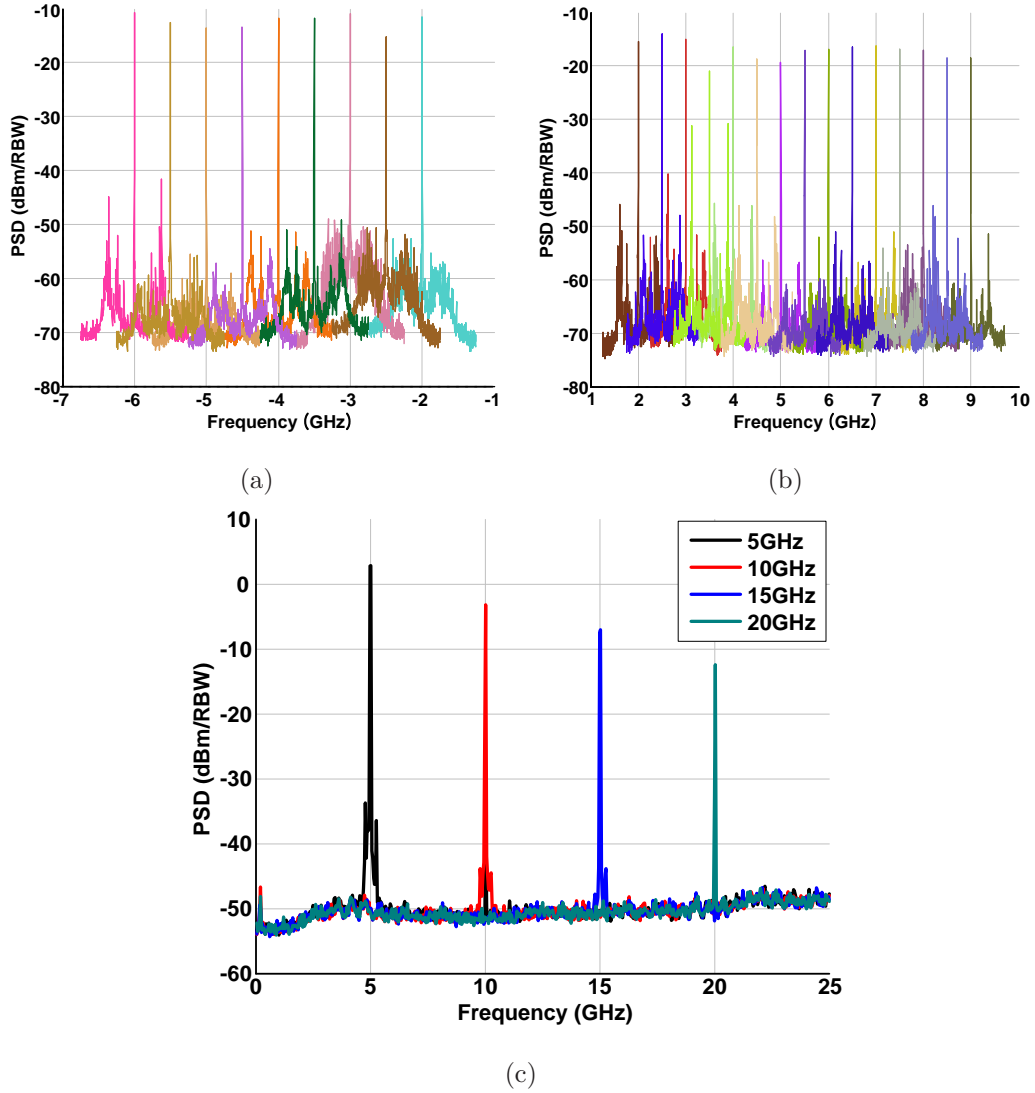 -10
-20
-30
-40
-50
-60
-70
-80
PSD (dBm/RBW)
-7 -6 -5 -4 -3 -2 -1
Frequency (GHz)
(a)
-10
-20
-30
-40
-50
-60
-70
-80
PSD (dBm/RBW)
1 2 3 4 5 6 7 8 9 10
Frequency (GHz)
(b)
10
0
-10
-20
-30
-40
-50
-60
PSD (dBm/RBW)
5GHz
10GHz
15GHz
20GHz
0 5 10 15 20 25
Frequency (GHz)
(c)